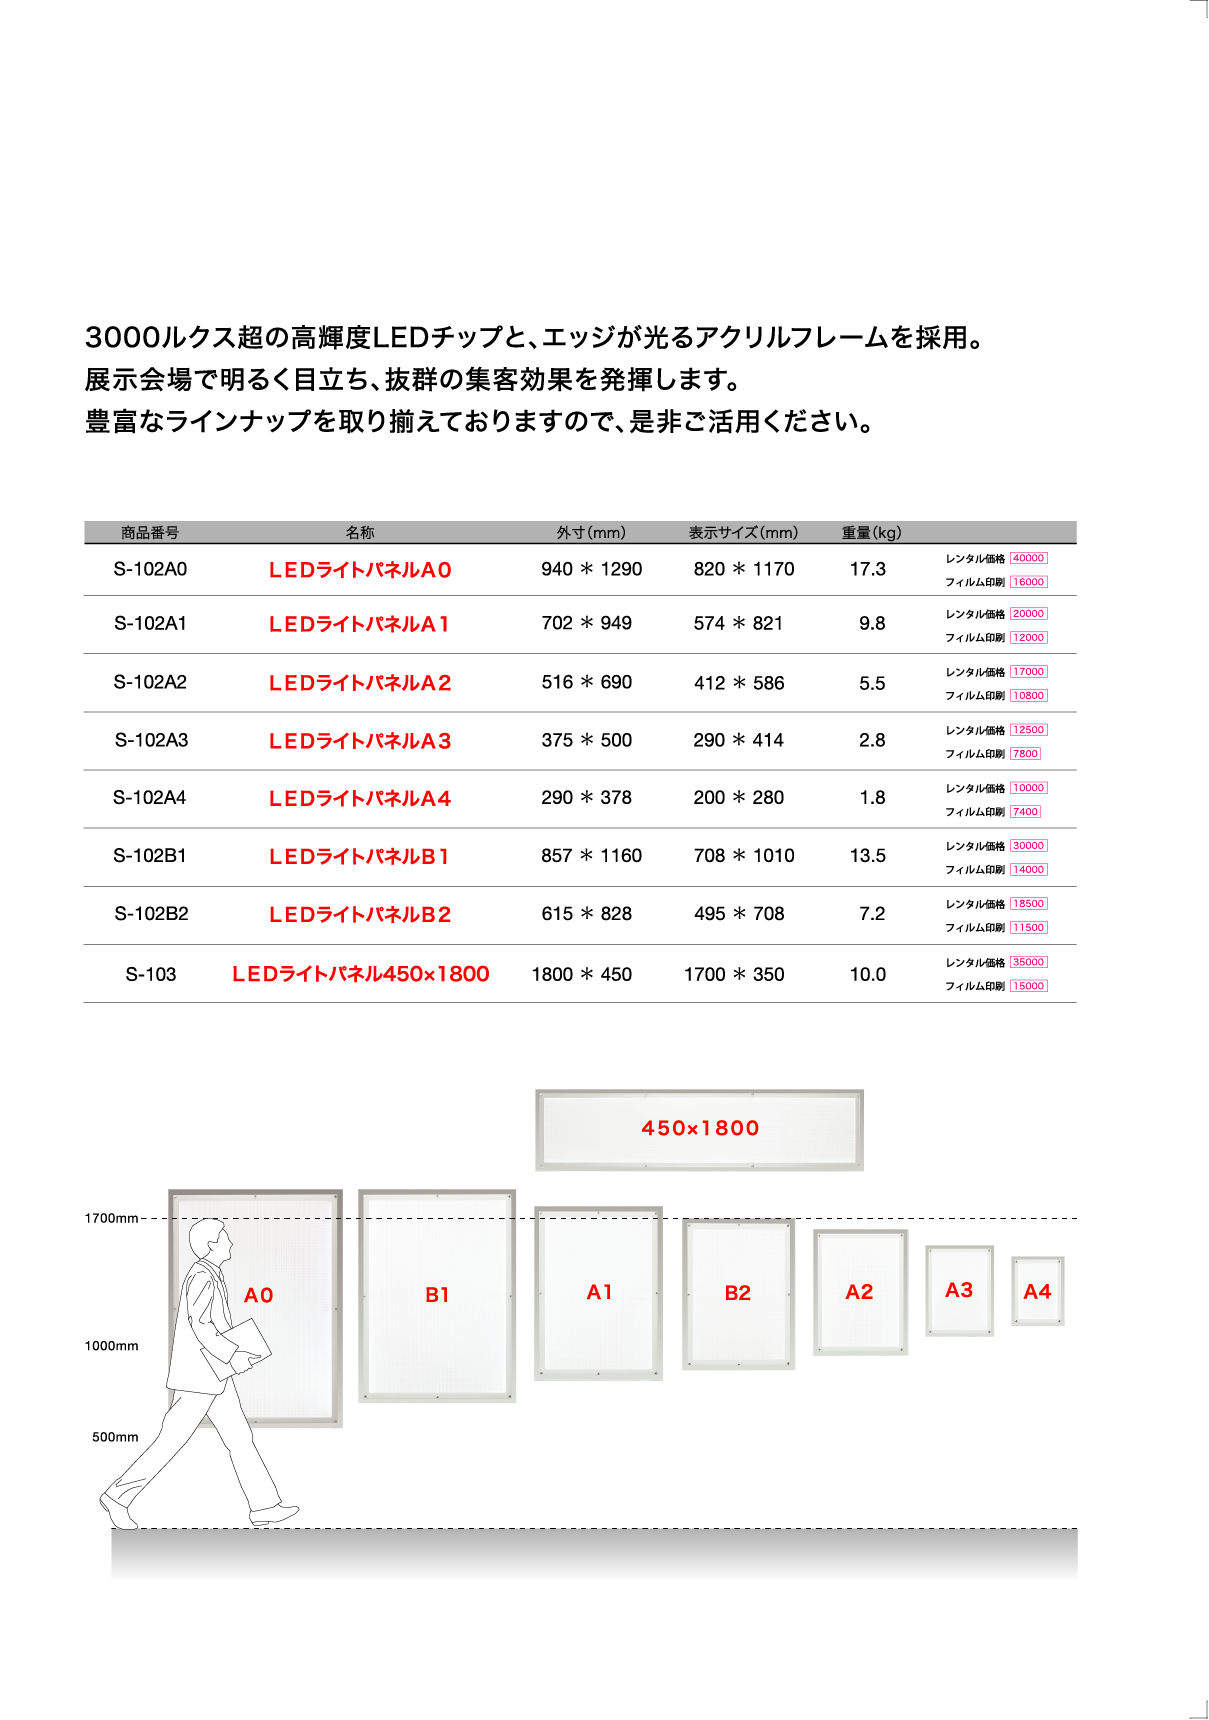 3000ルクス超の高輝度LEDチップと、エッジが光るアクリルフレームを採用。
展示会場で明るく目立ち、抜群の集客効果を発揮します。
豊富なラインナップを取り揃えておりますので、是非ご活用ください。
商品番号 名称 外寸(mm) 表示サイズ(mm) 重量(kg)
S-102A0 LEDライトパネルA0 940 * 1290 820 * 1170 17.3 レンタル価格 40000
フィルム印刷 16000
S-102A1 LEDライトパネルA1 702 * 949 574 * 821 9.8 レンタル価格 20000
フィルム印刷 12000
S-102A2 LEDライトパネルA2 516 * 690 412 * 586 5.5 レンタル価格 17000
フィルム印刷 10800
S-102A3 LEDライトパネルA3 375 * 500 290 * 414 2.8 レンタル価格 12500
フィルム印刷 7800
S-102A4 LEDライトパネルA4 290 * 378 200 * 280 1.8 レンタル価格 10000
フィルム印刷 7400
S-102B1 LEDライトパネルB1 857 * 1160 708 * 1010 13.5 レンタル価格 30000
フィルム印刷 14000
S-102B2 LEDライトパネルB2 615 * 828 495 * 708 7.2 レンタル価格 18500
フィルム印刷 11500
S-103 LEDライトパネル450×1800 1800 * 450 1700 * 350 10.0 レンタル価格 35000
フィルム印刷 15000
450×1800
1700mm
A0 B1 A1 B2 A2 A3 A4
1000mm
500mm